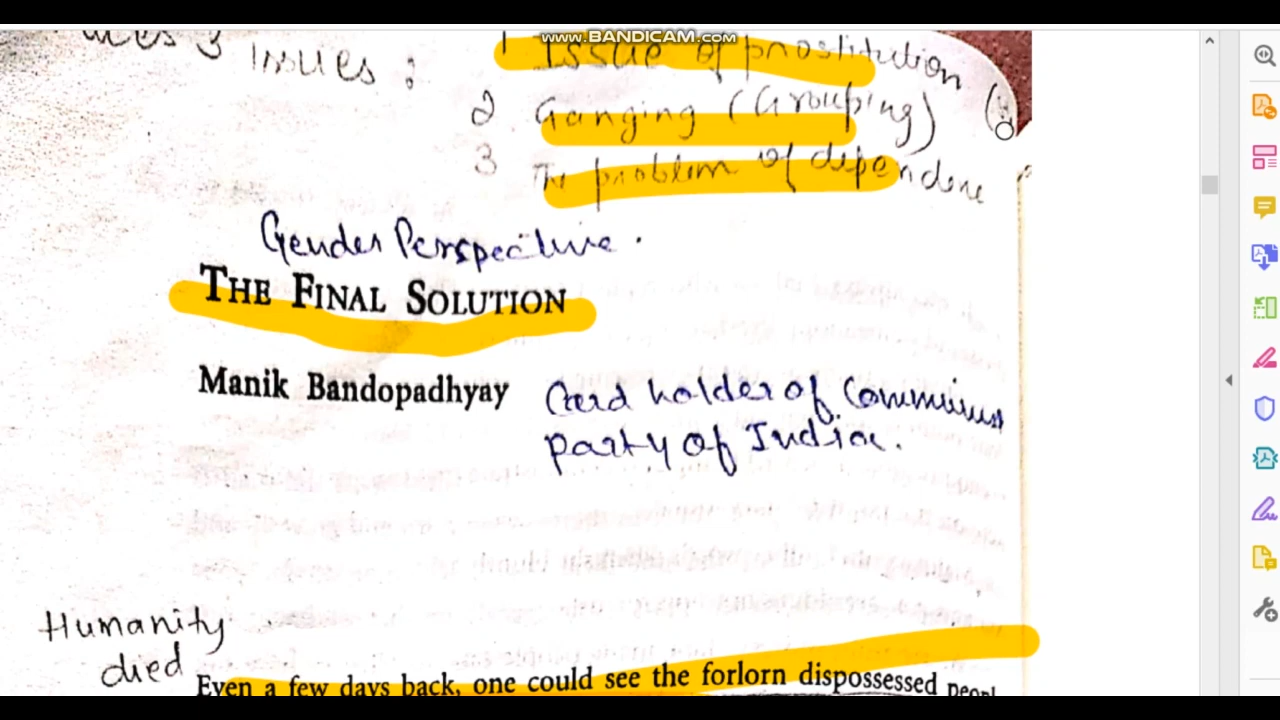 www.BANDICAM.com
3 Issues :
1 Issue of prostitution
2 Ganging (Grouping)
3 The problem of dependence
Gender Perspective.
THE FINAL SOLUTION
Manik Bandopadhyay
Card holder of Communist
party of India.
Humanity
died
Even a few days back, one could see the forlorn dispossessed peopl